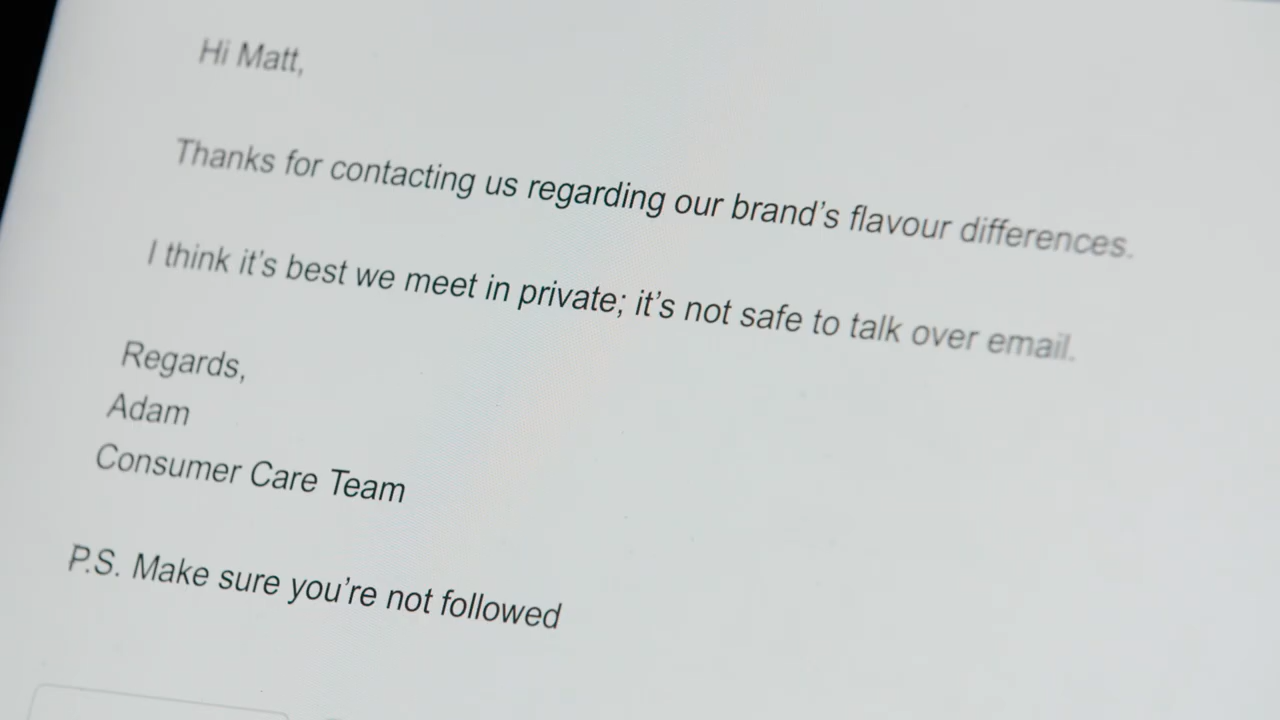 Hi Matt,
Thanks for contacting us regarding our brand’s flavour differences.
I think it’s best we meet in private; it’s not safe to talk over email.
Regards,
Adam
Consumer Care Team
P.S. Make sure you’re not followed